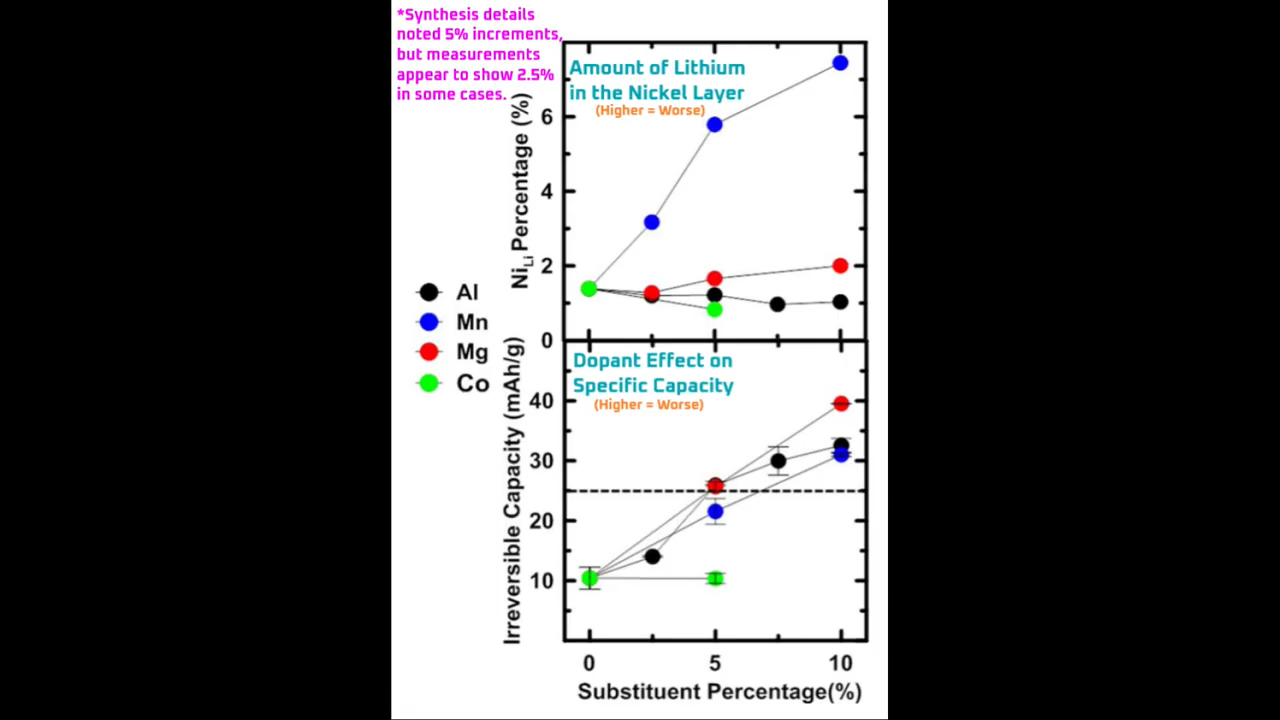 *Synthesis details
noted 5% increments,
but measurements
appear to show 2.5%
in some cases.
Amount of Lithium
in the Nickel Layer
(Higher = Worse)
NiLi Percentage (%)
6
4
2
0
Al
Mn
Mg
Co
Dopant Effect on
Specific Capacity
(Higher = Worse)
Irreversible Capacity (mAh/g)
40
30
20
10
0 5 10
Substituent Percentage(%)